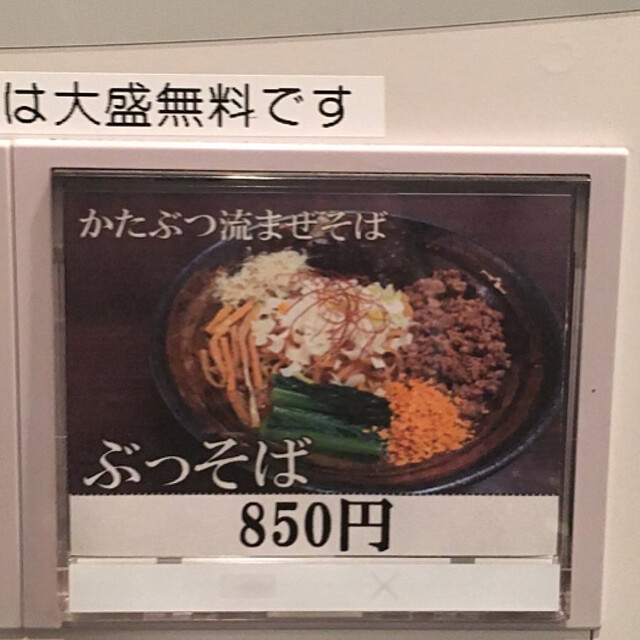 は大盛無料です
かたぶつ流まぜそば
ぶっそば
850円